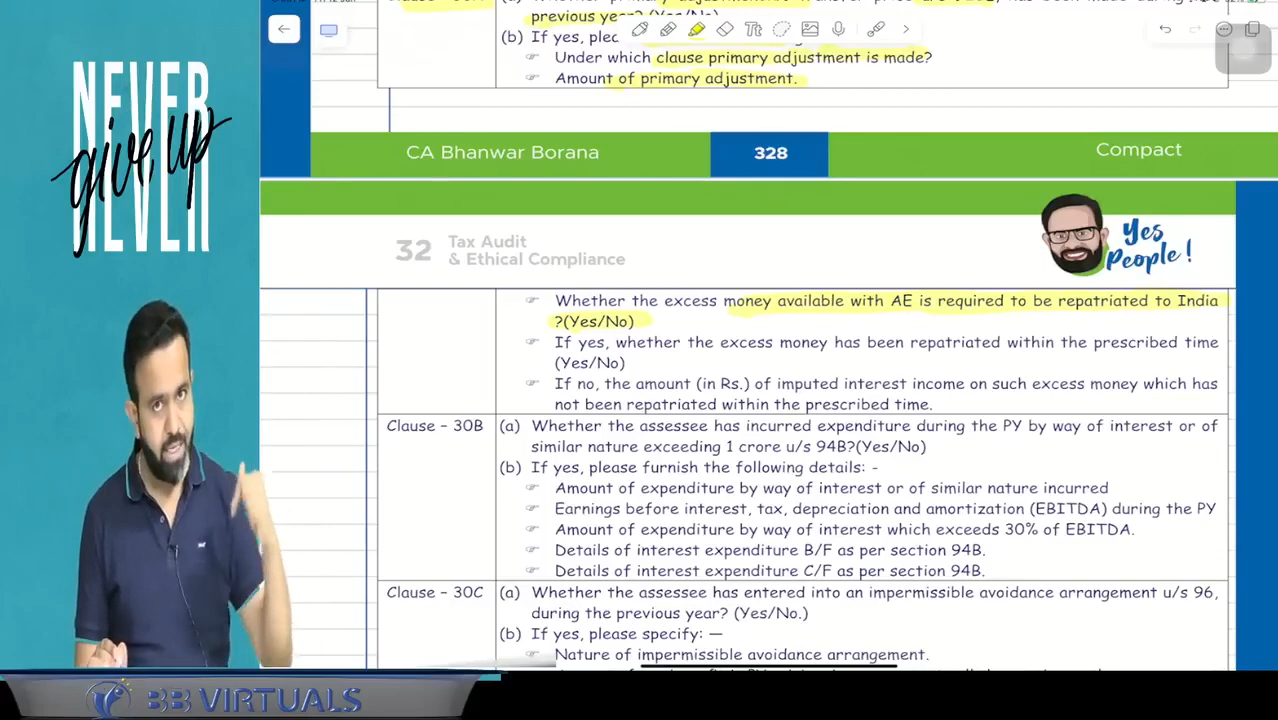 previous year? (Yes/No)
(b) If yes,
Under which clause primary adjustment is made?
Amount of primary adjustment.
CA Bhanwar Borana
328
Compact
NEVER
give up
NEVER
32
Tax Audit
& Ethical Compliance
Yes
People!
Whether the excess money available with AE is required to be repatriated to India
?(Yes/No)
If yes, whether the excess money has been repatriated within the prescribed time
(Yes/No)
If no, the amount (in Rs.) of imputed interest income on such excess money which has
not been repatriated within the prescribed time.
Clause – 30B
(a) Whether the assessee has incurred expenditure during the PY by way of interest or of
similar nature exceeding 1 crore u/s 94B?(Yes/No)
(b) If yes, please furnish the following details: -
Amount of expenditure by way of interest or of similar nature incurred
Earnings before interest, tax, depreciation and amortization (EBITDA) during the PY
Amount of expenditure by way of interest which exceeds 30% of EBITDA.
Details of interest expenditure B/F as per section 94B.
Details of interest expenditure C/F as per section 94B.
Clause – 30C
(a) Whether the assessee has entered into an impermissible avoidance arrangement u/s 96,
during the previous year? (Yes/No.)
(b) If yes, please specify: —
Nature of impermissible avoidance arrangement.
BB VIRTUALS